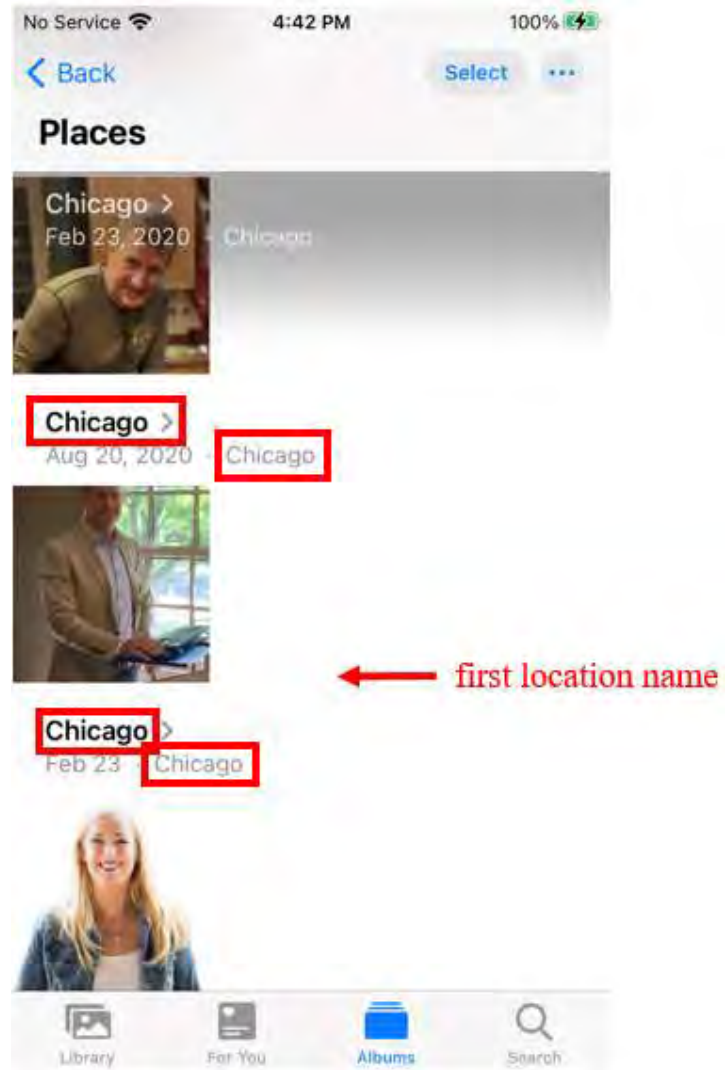 No Service 4:42 PM 100%
Back Select ...
Places
Chicago >
Feb 23, 2020 · Chicago
Chicago >
Aug 20, 2020 · Chicago
first location name
Chicago >
Feb 23 · Chicago
Library For You Albums Search